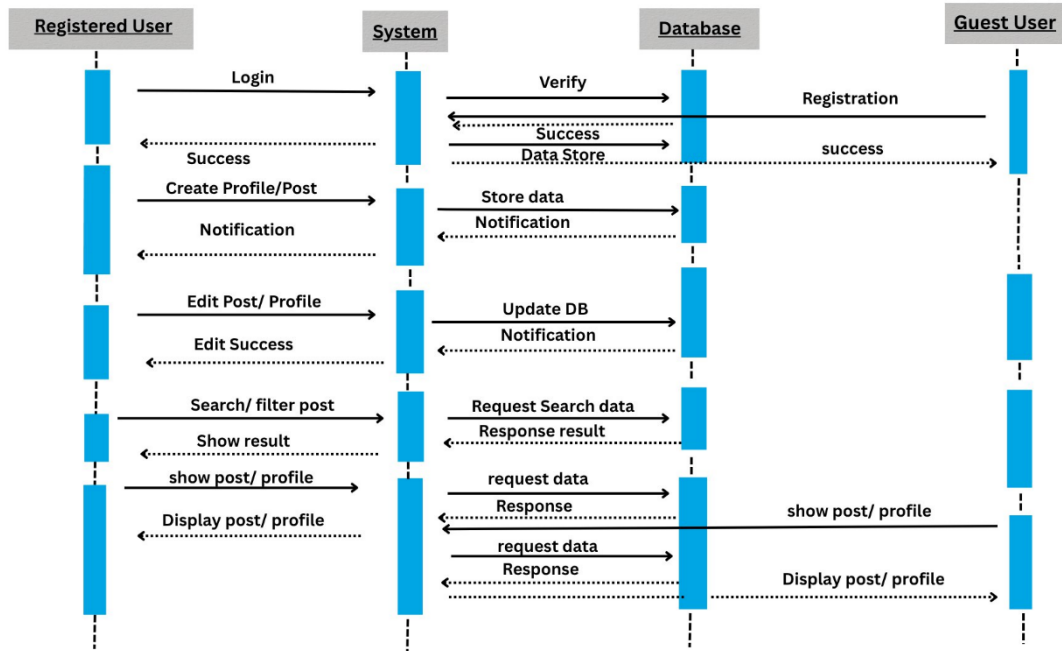 Registered User
System
Database
Guest User
Login
Verify
Registration
Success
Success
Data Store
success
Create Profile/Post
Store data
Notification
Notification
Edit Post/ Profile
Update DB
Notification
Edit Success
Search/ filter post
Request Search data
Response result
Show result
show post/ profile
request data
Response
show post/ profile
Display post/ profile
request data
Response
Display post/ profile